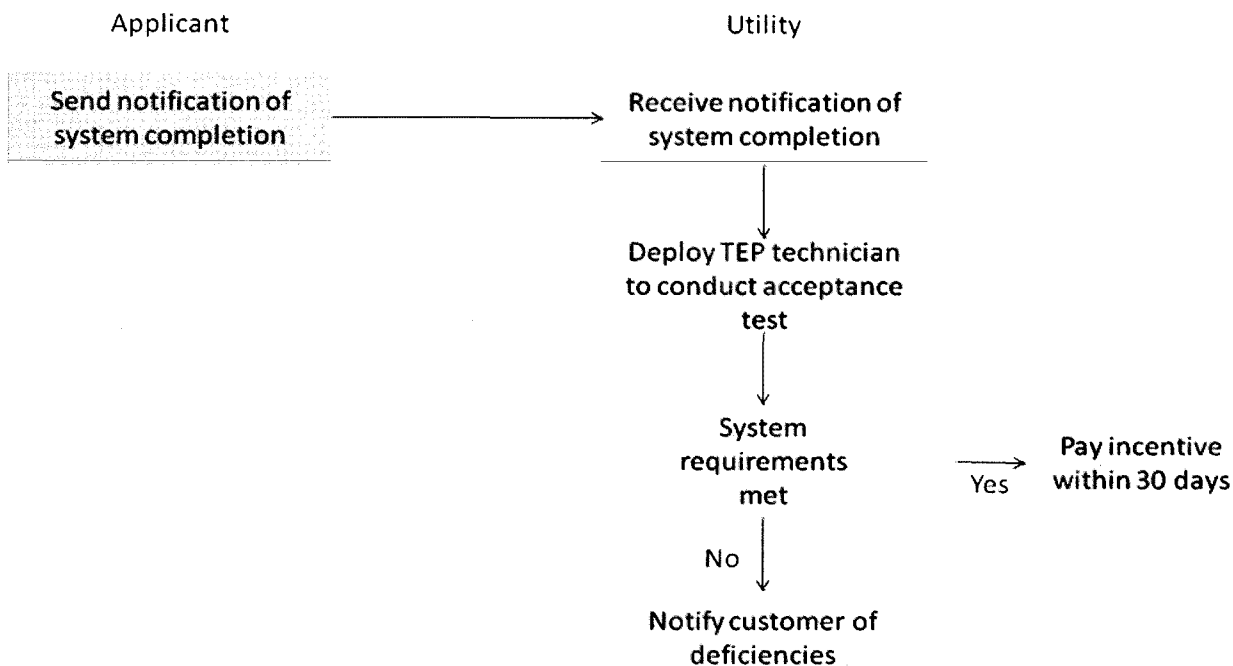 Applicant
Utility
Send notification of
system completion
Receive notification of
system completion
Deploy TEP technician
to conduct acceptance
test
System
requirements
met
Yes
Pay incentive
within 30 days
No
Notify customer of
deficiencies